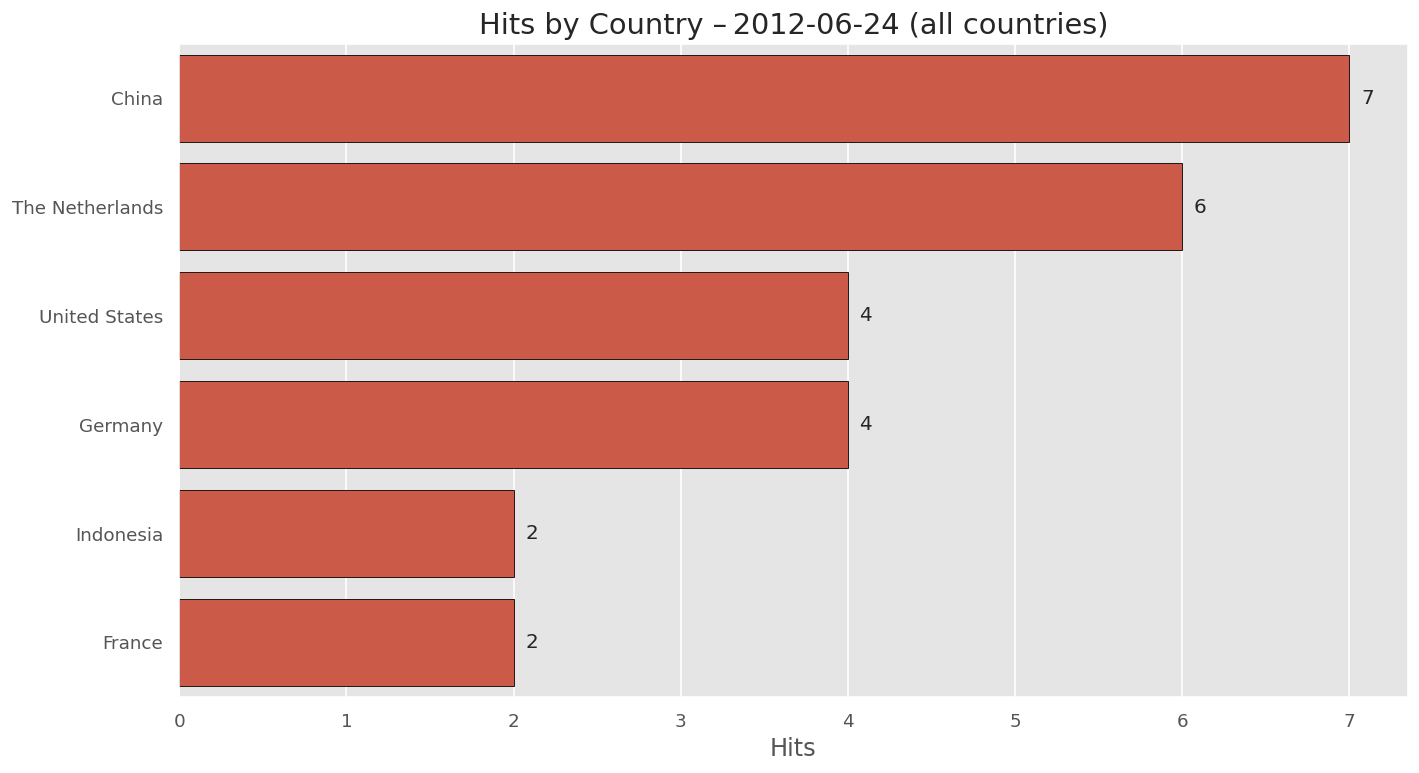 Hits by Country – 2012-06-24 (all countries)
China
7
The Netherlands
6
United States
4
Germany
4
Indonesia
2
France
2
0 1 2 3 4 5 6 7
Hits